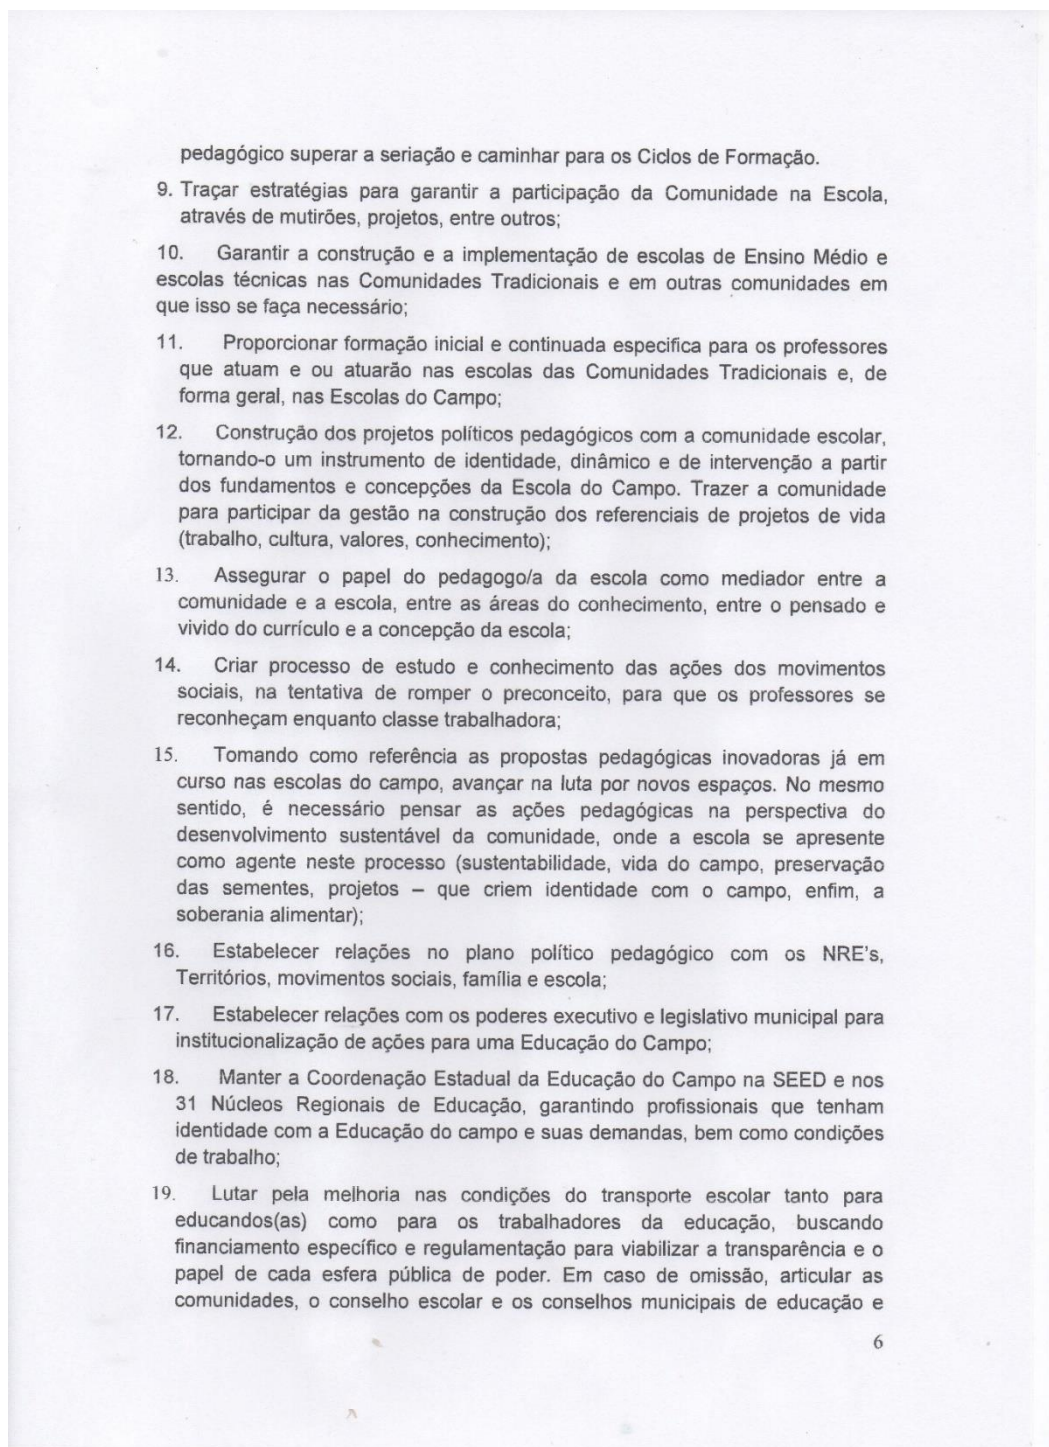 pedagógico superar a seriação e caminhar para os Ciclos de Formação.
9. Traçar estratégias para garantir a participação da Comunidade na Escola,
através de mutirões, projetos, entre outros;
10. Garantir a construção e a implementação de escolas de Ensino Médio e
escolas técnicas nas Comunidades Tradicionais e em outras comunidades em
que isso se faça necessário;
11. Proporcionar formação inicial e continuada especifica para os professores
que atuam e ou atuarão nas escolas das Comunidades Tradicionais e, de
forma geral, nas Escolas do Campo;
12. Construção dos projetos políticos pedagógicos com a comunidade escolar,
tornando-o um instrumento de identidade, dinâmico e de intervenção a partir
dos fundamentos e concepções da Escola do Campo. Trazer a comunidade
para participar da gestão na construção dos referenciais de projetos de vida
(trabalho, cultura, valores, conhecimento);
13. Assegurar o papel do pedagogo/a da escola como mediador entre a
comunidade e a escola, entre as áreas do conhecimento, entre o pensado e
vivido do currículo e a concepção da escola;
14. Criar processo de estudo e conhecimento das ações dos movimentos
sociais, na tentativa de romper o preconceito, para que os professores se
reconheçam enquanto classe trabalhadora;
15. Tomando como referência as propostas pedagógicas inovadoras já em
curso nas escolas do campo, avançar na luta por novos espaços. No mesmo
sentido, é necessário pensar as ações pedagógicas na perspectiva do
desenvolvimento sustentável da comunidade, onde a escola se apresente
como agente neste processo (sustentabilidade, vida do campo, preservação
das sementes, projetos – que criem identidade com o campo, enfim, a
soberania alimentar);
16. Estabelecer relações no plano político pedagógico com os NRE's,
Territórios, movimentos sociais, família e escola;
17. Estabelecer relações com os poderes executivo e legislativo municipal para
institucionalização de ações para uma Educação do Campo;
18. Manter a Coordenação Estadual da Educação do Campo na SEED e nos
31 Núcleos Regionais de Educação, garantindo profissionais que tenham
identidade com a Educação do campo e suas demandas, bem como condições
de trabalho;
19. Lutar pela melhoria nas condições do transporte escolar tanto para
educandos(as) como para os trabalhadores da educação, buscando
financiamento específico e regulamentação para viabilizar a transparência e o
papel de cada esfera pública de poder. Em caso de omissão, articular as
comunidades, o conselho escolar e os conselhos municipais de educação e
6